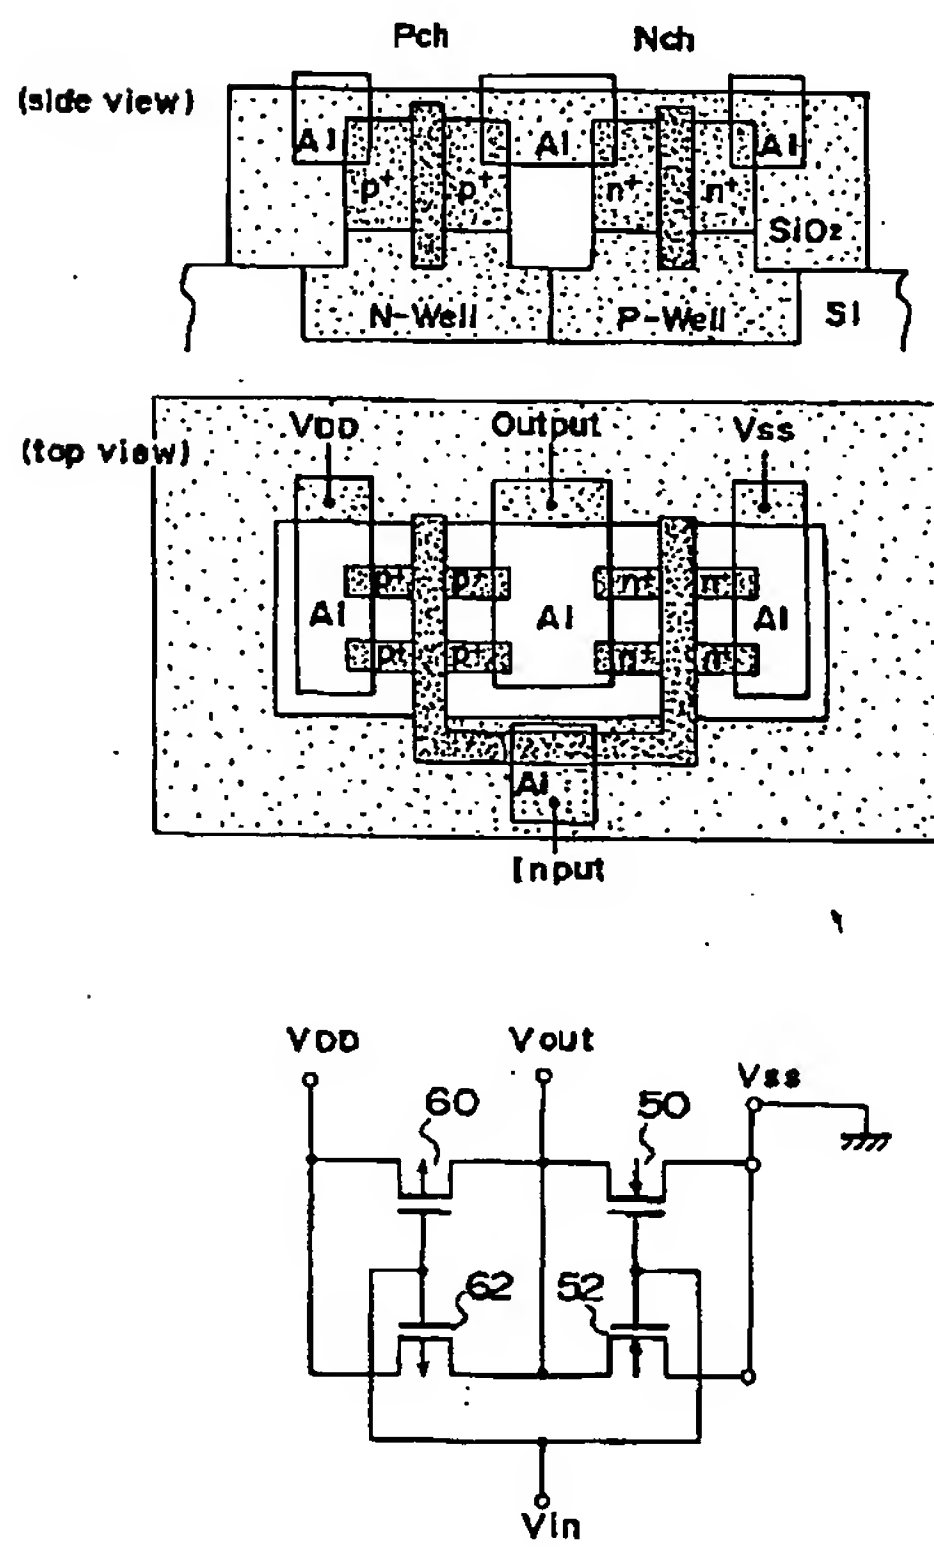 Pch Nch
(side view)
Al Al Al
p+ p+ n+ n+
SiO2
N-Well P-Well Si
(top view)
VDD Output Vss
p+ p+ n+ n+
Al Al Al
p+ p+ n+ n+
Al
Input
VDD Vout Vss
60 50
62 52
Vin